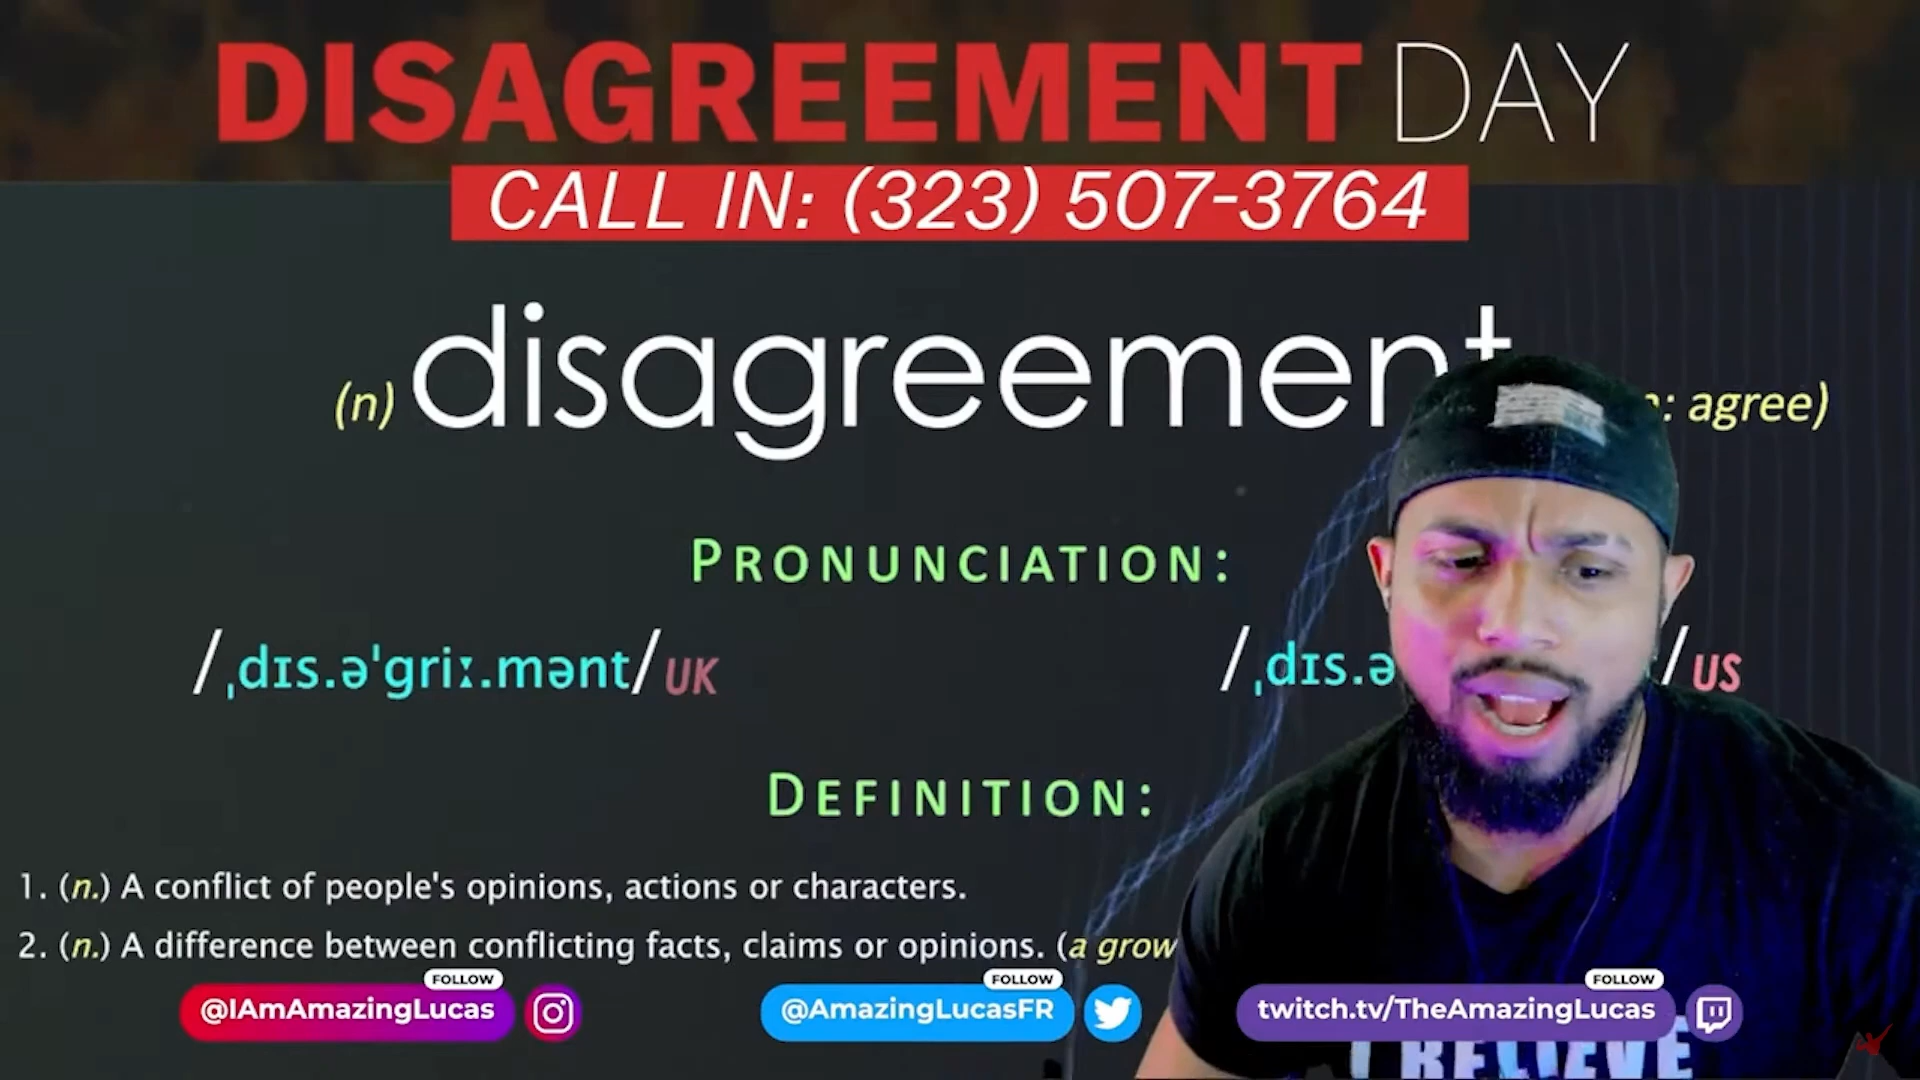 DISAGREEMENT DAY
CALL IN: (323) 507-3764
(n) disagreement : agree)
PRONUNCIATION:
/ˌdɪs.əˈɡriː.mənt/ UK /ˌdɪs.ə / US
DEFINITION:
1. (n.) A conflict of people's opinions, actions or characters.
2. (n.) A difference between conflicting facts, claims or opinions. (a grow
FOLLOW FOLLOW FOLLOW
@IAmAmazingLucas @AmazingLucasFR twitch.tv/TheAmazingLucas
I BELIEVE